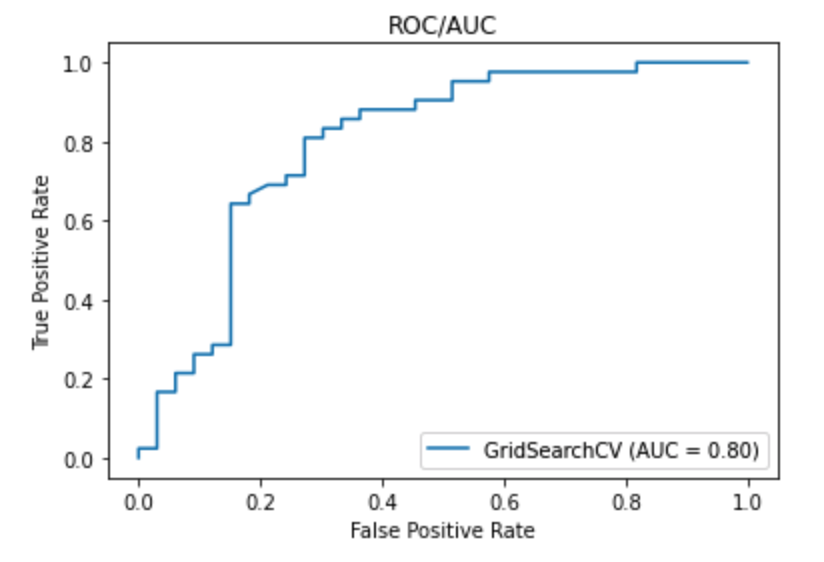 ROC/AUC
1.0
0.8
0.6
0.4
0.2
0.0
True Positive Rate
GridSearchCV (AUC = 0.80)
0.0 0.2 0.4 0.6 0.8 1.0
False Positive Rate